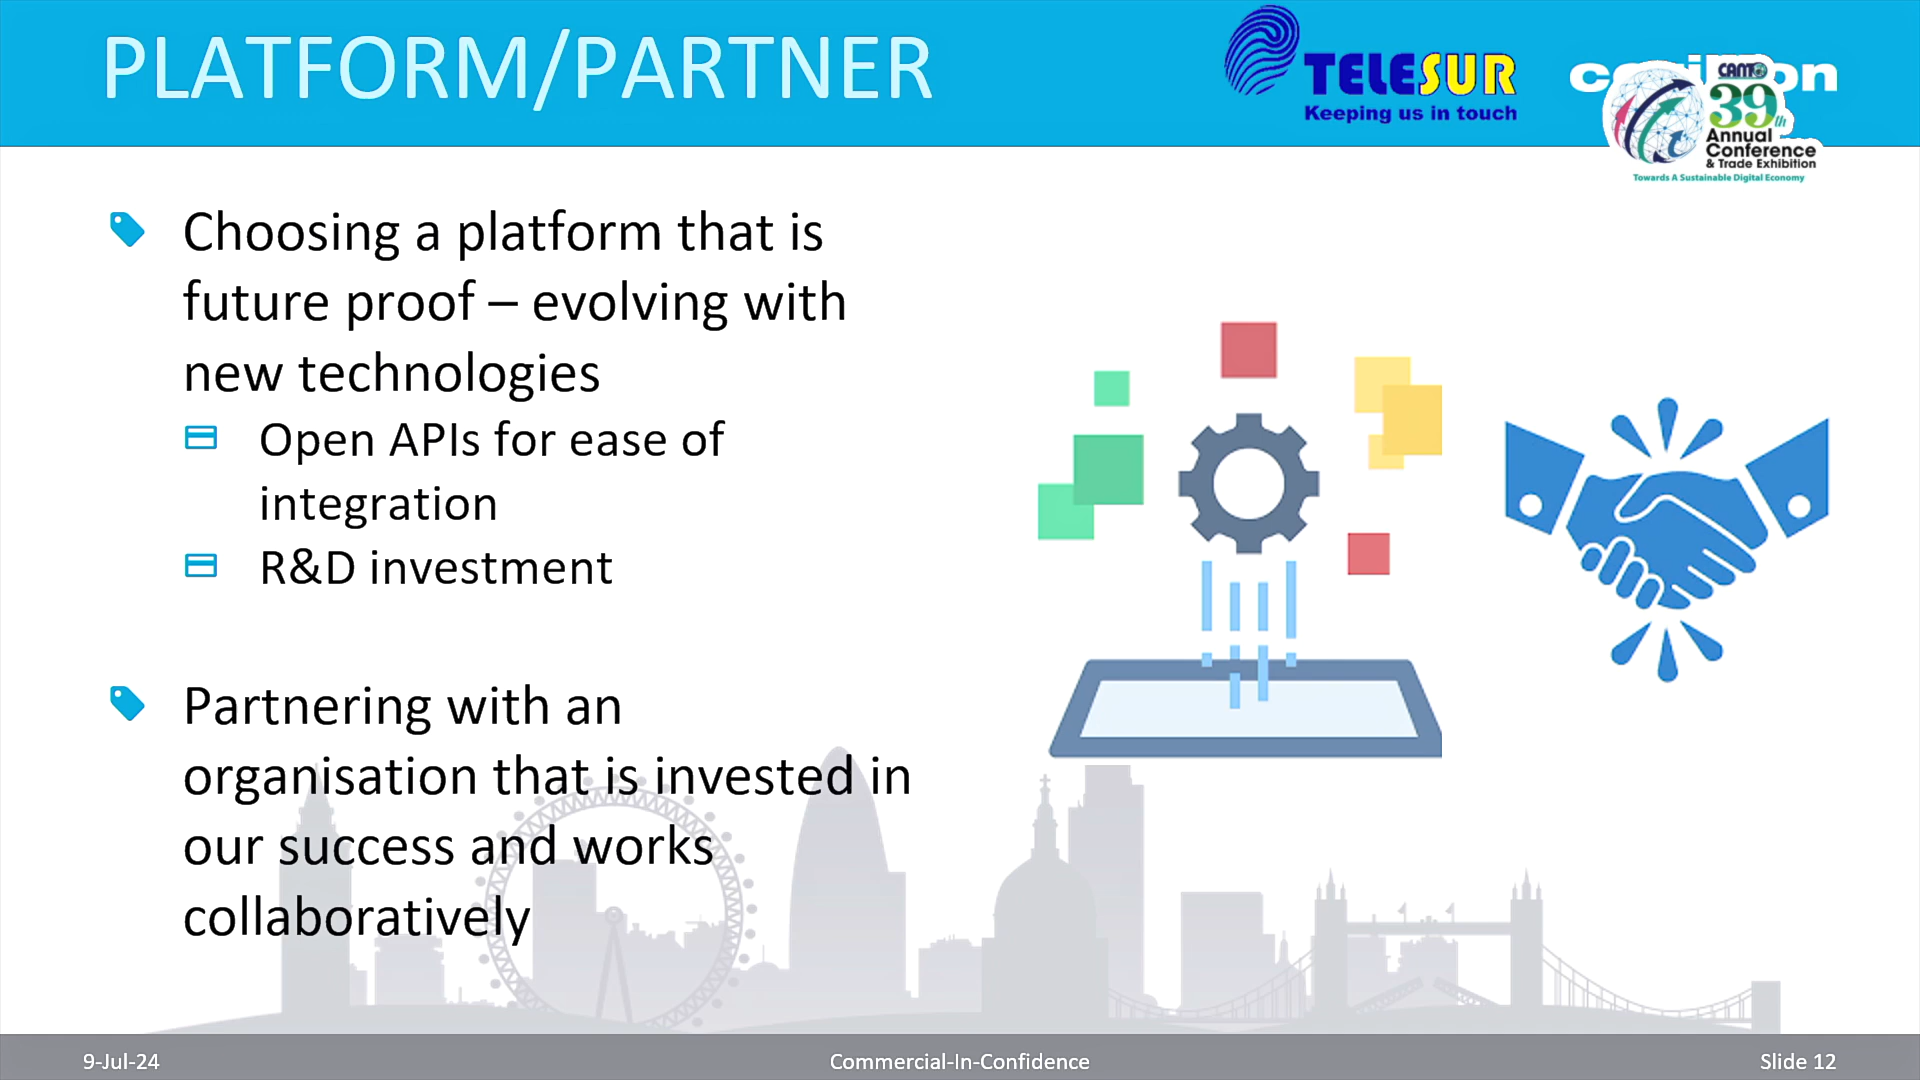 PLATFORM/PARTNER
TELESUR
Keeping us in touch
CANTO
39th
Annual
Conference
& Trade Exhibition
Towards A Sustainable Digital Economy
Choosing a platform that is
future proof – evolving with
new technologies
Open APIs for ease of
integration
R&D investment
Partnering with an
organisation that is invested in
our success and works
collaboratively
9-Jul-24
Commercial-In-Confidence
Slide 12